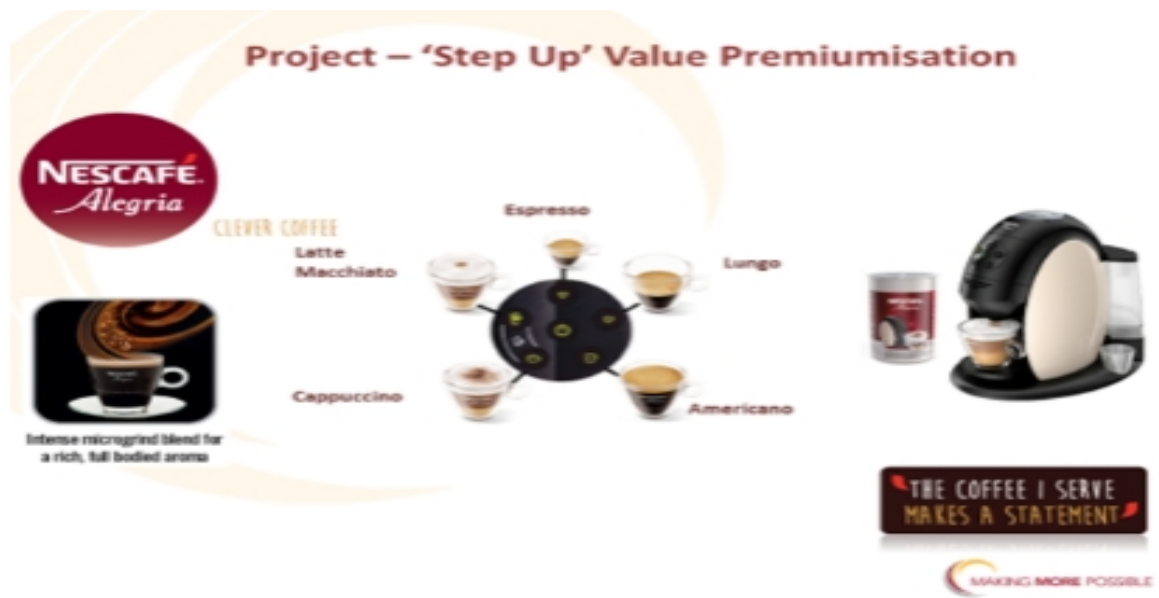 Project – ‘Step Up’ Value Premiumisation
NESCAFÉ
Alegria
CLEVER COFFEE
Espresso
Latte
Macchiato
Lungo
Cappuccino
Americano
Intense microgrind blend for
a rich, full bodied aroma
THE COFFEE I SERVE
MAKES A STATEMENT
MAKING MORE POSSIBLE